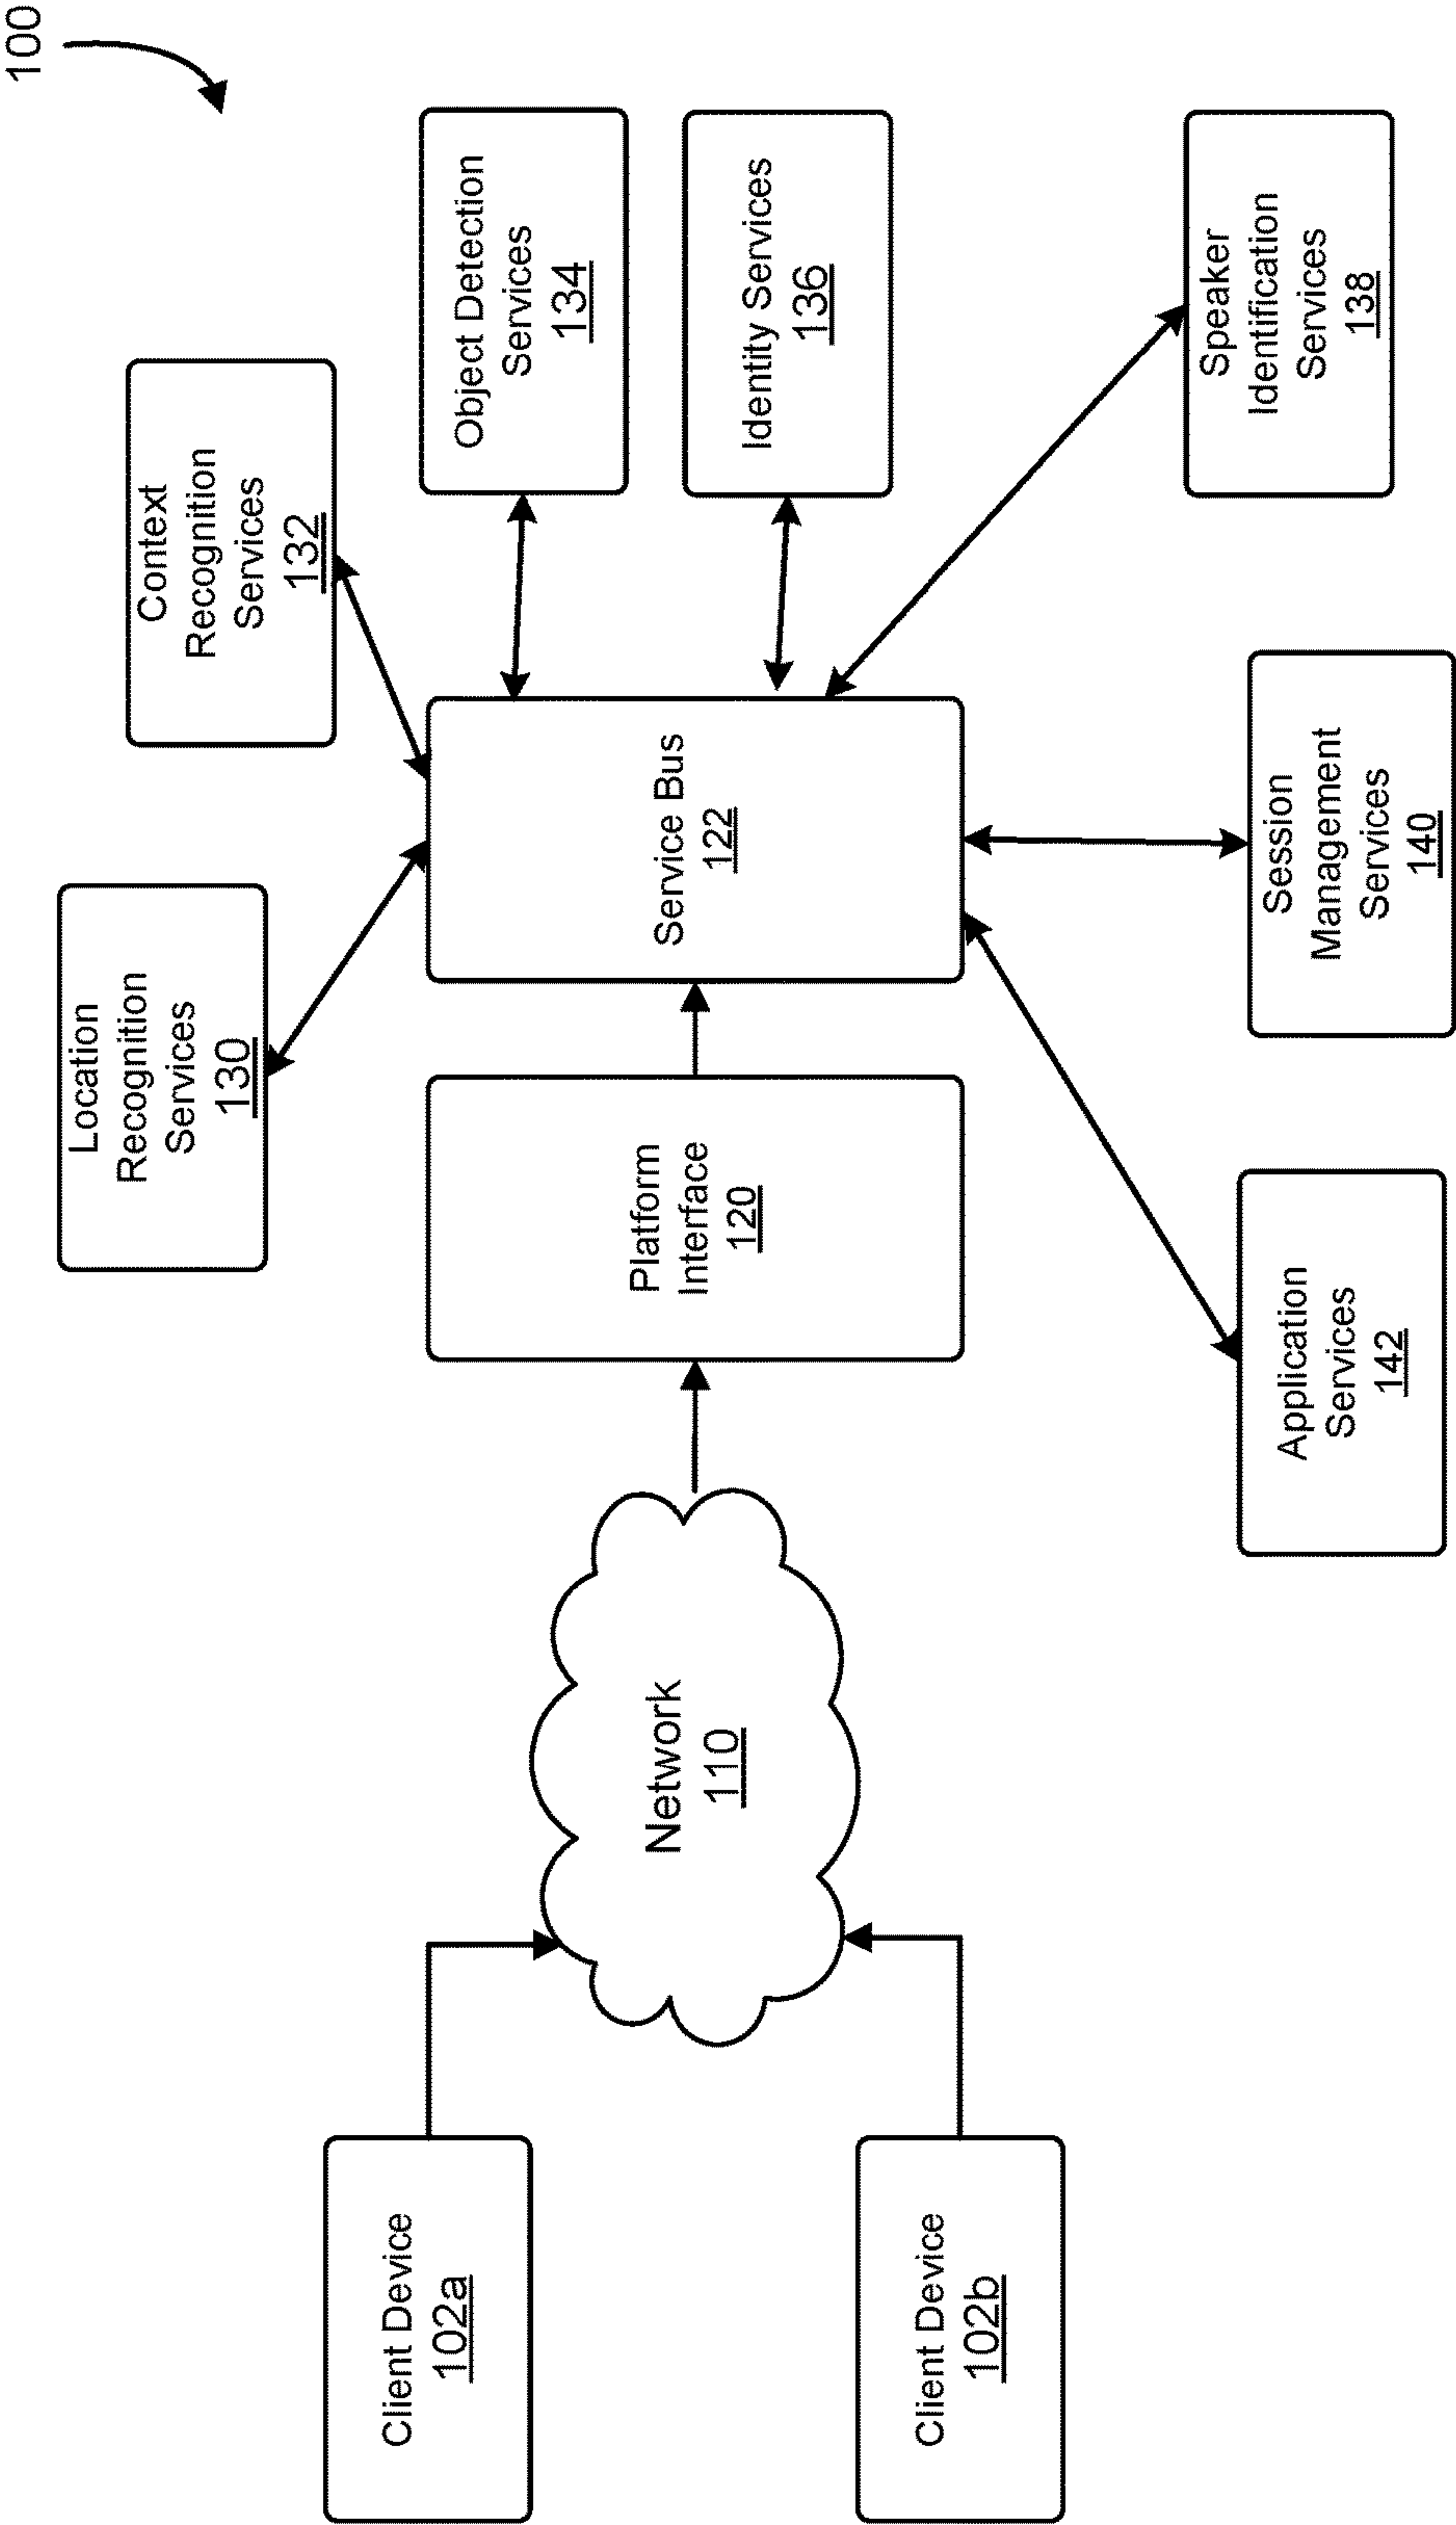 100
Location
Recognition
Services
130
Context
Recognition
Services
132
Object Detection
Services
134
Identity Services
136
Speaker
Identification
Services
138
Service Bus
122
Platform
Interface
120
Network
110
Client Device
102a
Client Device
102b
Application
Services
142
Session
Management
Services
140